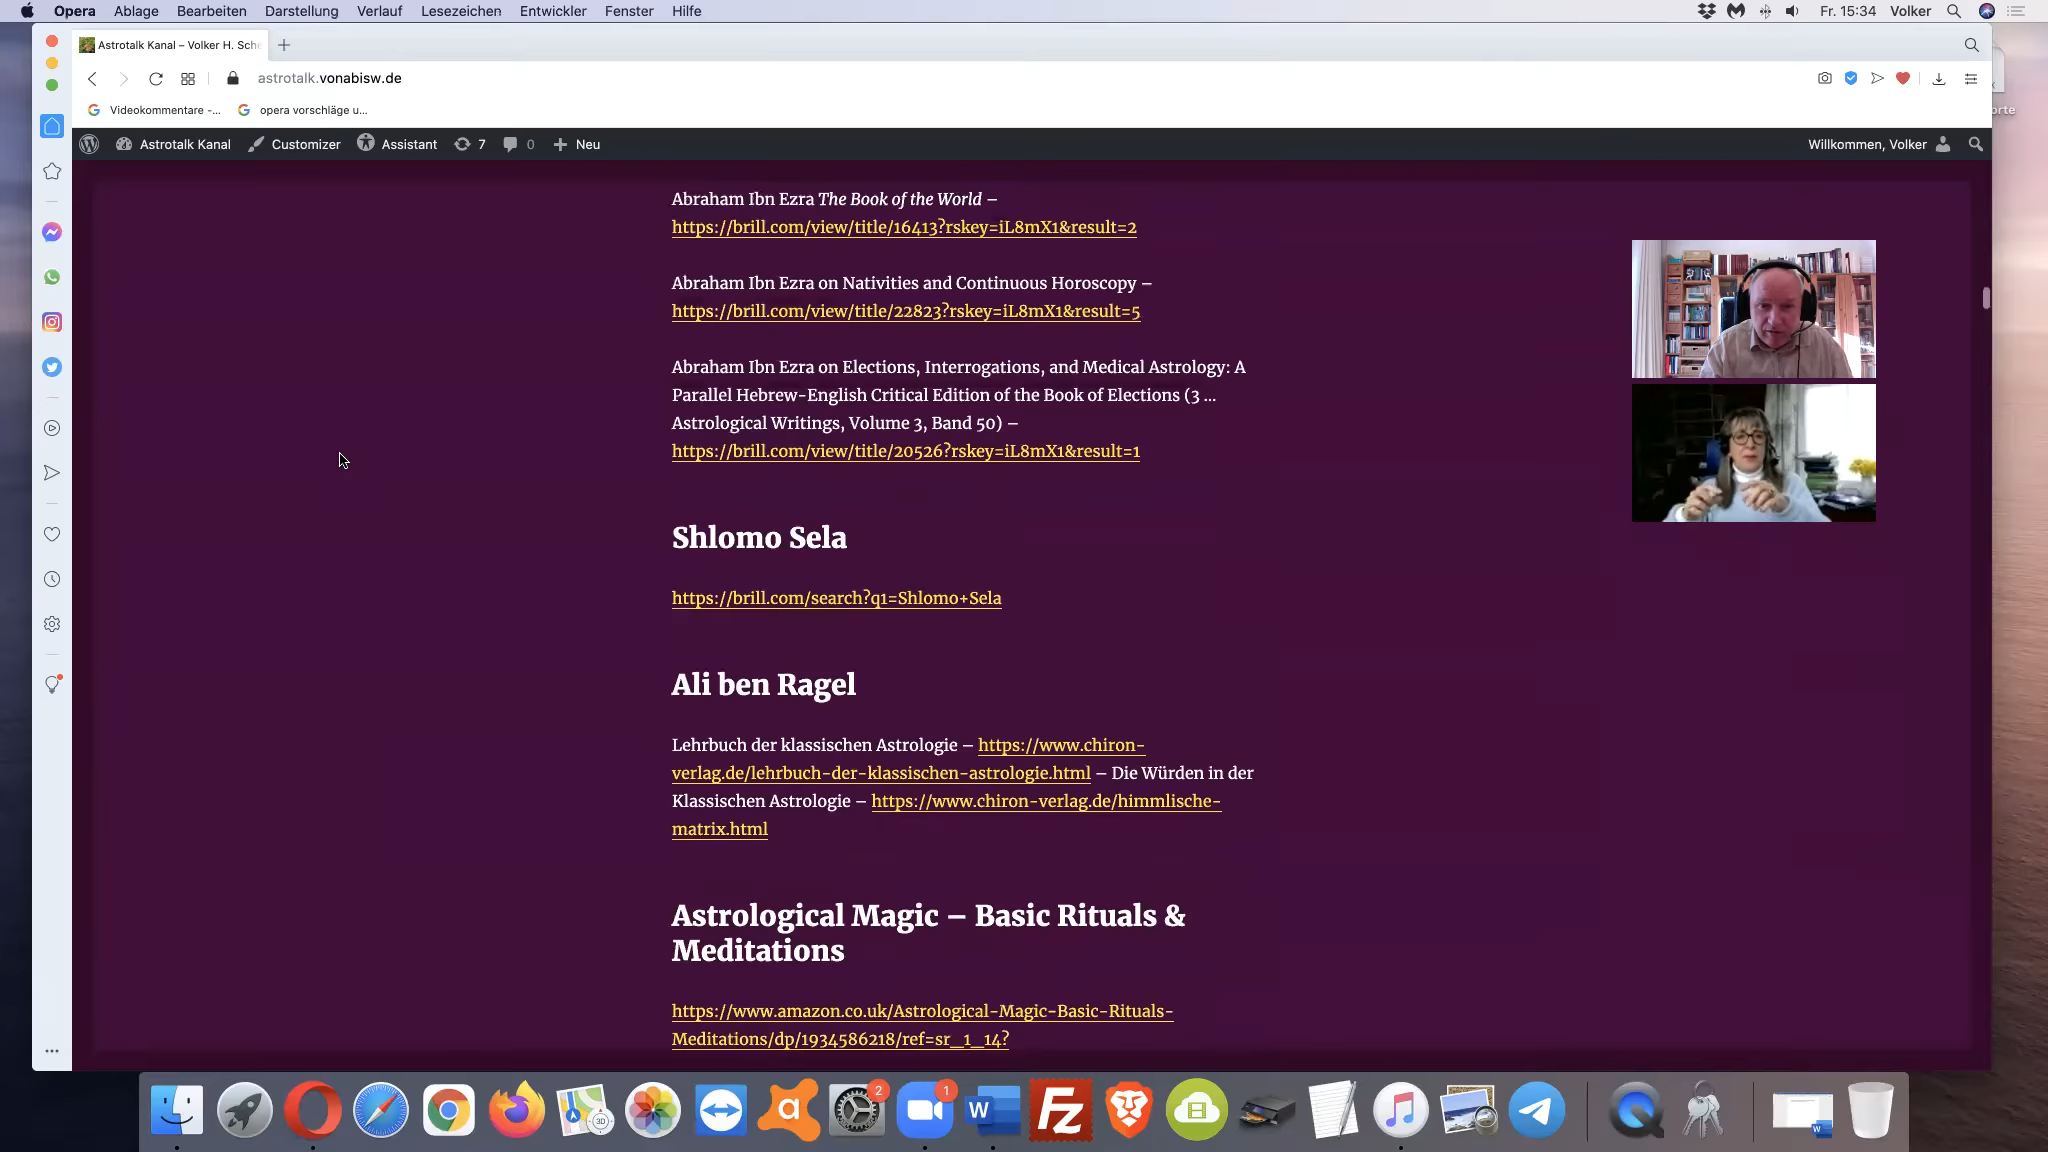 Opera Ablage Bearbeiten Darstellung Verlauf Lesezeichen Entwickler Fenster Hilfe Fr. 15:34 Volker
Astrotalk Kanal – Volker H. Sche
astrotalk.vonabisw.de
Videokommentare -... opera vorschläge u...
orte
Astrotalk Kanal Customizer Assistant 7 0 Neu Willkommen, Volker
Abraham Ibn Ezra The Book of the World –
https://brill.com/view/title/16413?rskey=iL8mX1&result=2
Abraham Ibn Ezra on Nativities and Continuous Horoscopy –
https://brill.com/view/title/22823?rskey=iL8mX1&result=5
Abraham Ibn Ezra on Elections, Interrogations, and Medical Astrology: A
Parallel Hebrew-English Critical Edition of the Book of Elections (3 ...
Astrological Writings, Volume 3, Band 50) –
https://brill.com/view/title/20526?rskey=iL8mX1&result=1
Shlomo Sela
https://brill.com/search?q1=Shlomo+Sela
Ali ben Ragel
Lehrbuch der klassischen Astrologie – https://www.chiron-
verlag.de/lehrbuch-der-klassischen-astrologie.html – Die Würden in der
Klassischen Astrologie – https://www.chiron-verlag.de/himmlische-
matrix.html
Astrological Magic – Basic Rituals &
Meditations
https://www.amazon.co.uk/Astrological-Magic-Basic-Rituals-
Meditations/dp/1934586218/ref=sr_1_14?
3D
2
1
W
Fz
W